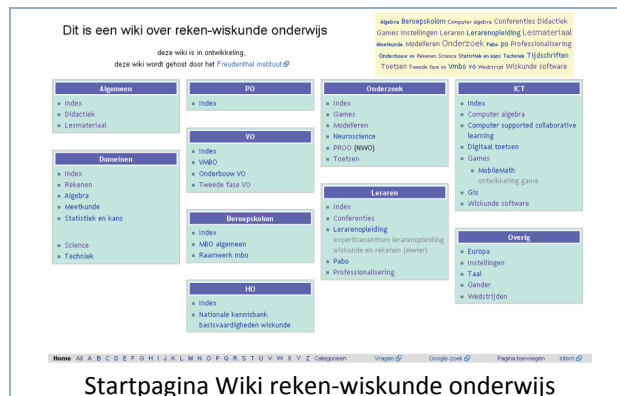 Dit is een wiki over reken-wiskunde onderwijs
deze wiki is in ontwikkeling,
deze wiki wordt gehost door het Freudenthal instituut
Algebra Beroepskolom Computer algebra Conferenties Didactiek
Games Instellingen Leraren Lerarenopleiding Lesmateriaal
Meetkunde Modelleren Onderzoek Pabo po Professionalisering
Onderbouw vo Rekenen Science Statistiek en kans Techniek Tijdschriften
Toetsen Tweede fase vo Vmbo vo Wedstrijd Wiskunde software
Algemeen
Index
Didactiek
Lesmateriaal
Domeinen
Index
Rekenen
Algebra
Meetkunde
Statistiek en kans
Science
Techniek
PO
Index
VO
Index
VMBO
Onderbouw VO
Tweede fase VO
Beroepskolom
Index
MBO algemeen
Raamwerk mbo
HO
Index
Nationale kennisbank
basisvaardigheden wiskunde
Onderzoek
Index
Games
Modelleren
Neuroscience
PROO (NWO)
Toetsen
Leraren
Index
Conferenties
Lerarenopleiding
expertisecentrum lerarenopleiding
wiskunde en rekenen (elwier)
Pabo
Professionalisering
ICT
Index
Computer algebra
Computer supported collaborative
learning
Digitaal toetsen
Games
MobileMath
ontwikkeling game
Gis
Wiskunde software
Overig
Europa
Instellingen
Taal
Gender
Wedstrijden
Home All A B C D E F G H I J K L M N O P Q R S T U V W X Y Z Categorieen Vragen Google-zoek Pagina toevoegen intern
Startpagina Wiki reken-wiskunde onderwijs